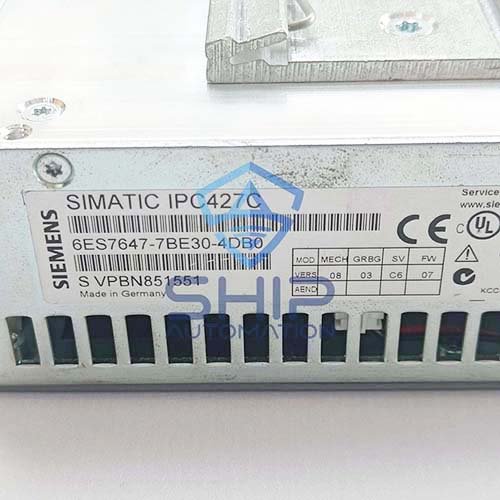 Service
www.sie
SIEMENS
SIMATIC IPC427C
6ES7647-7BE30-4DB0
S VPBN851551
Made in Germany
MOD MECH GRBG SV FW
VERS 08 03 C6 07
AEND
CE
N
KCC
SHIP
AUTOMATION